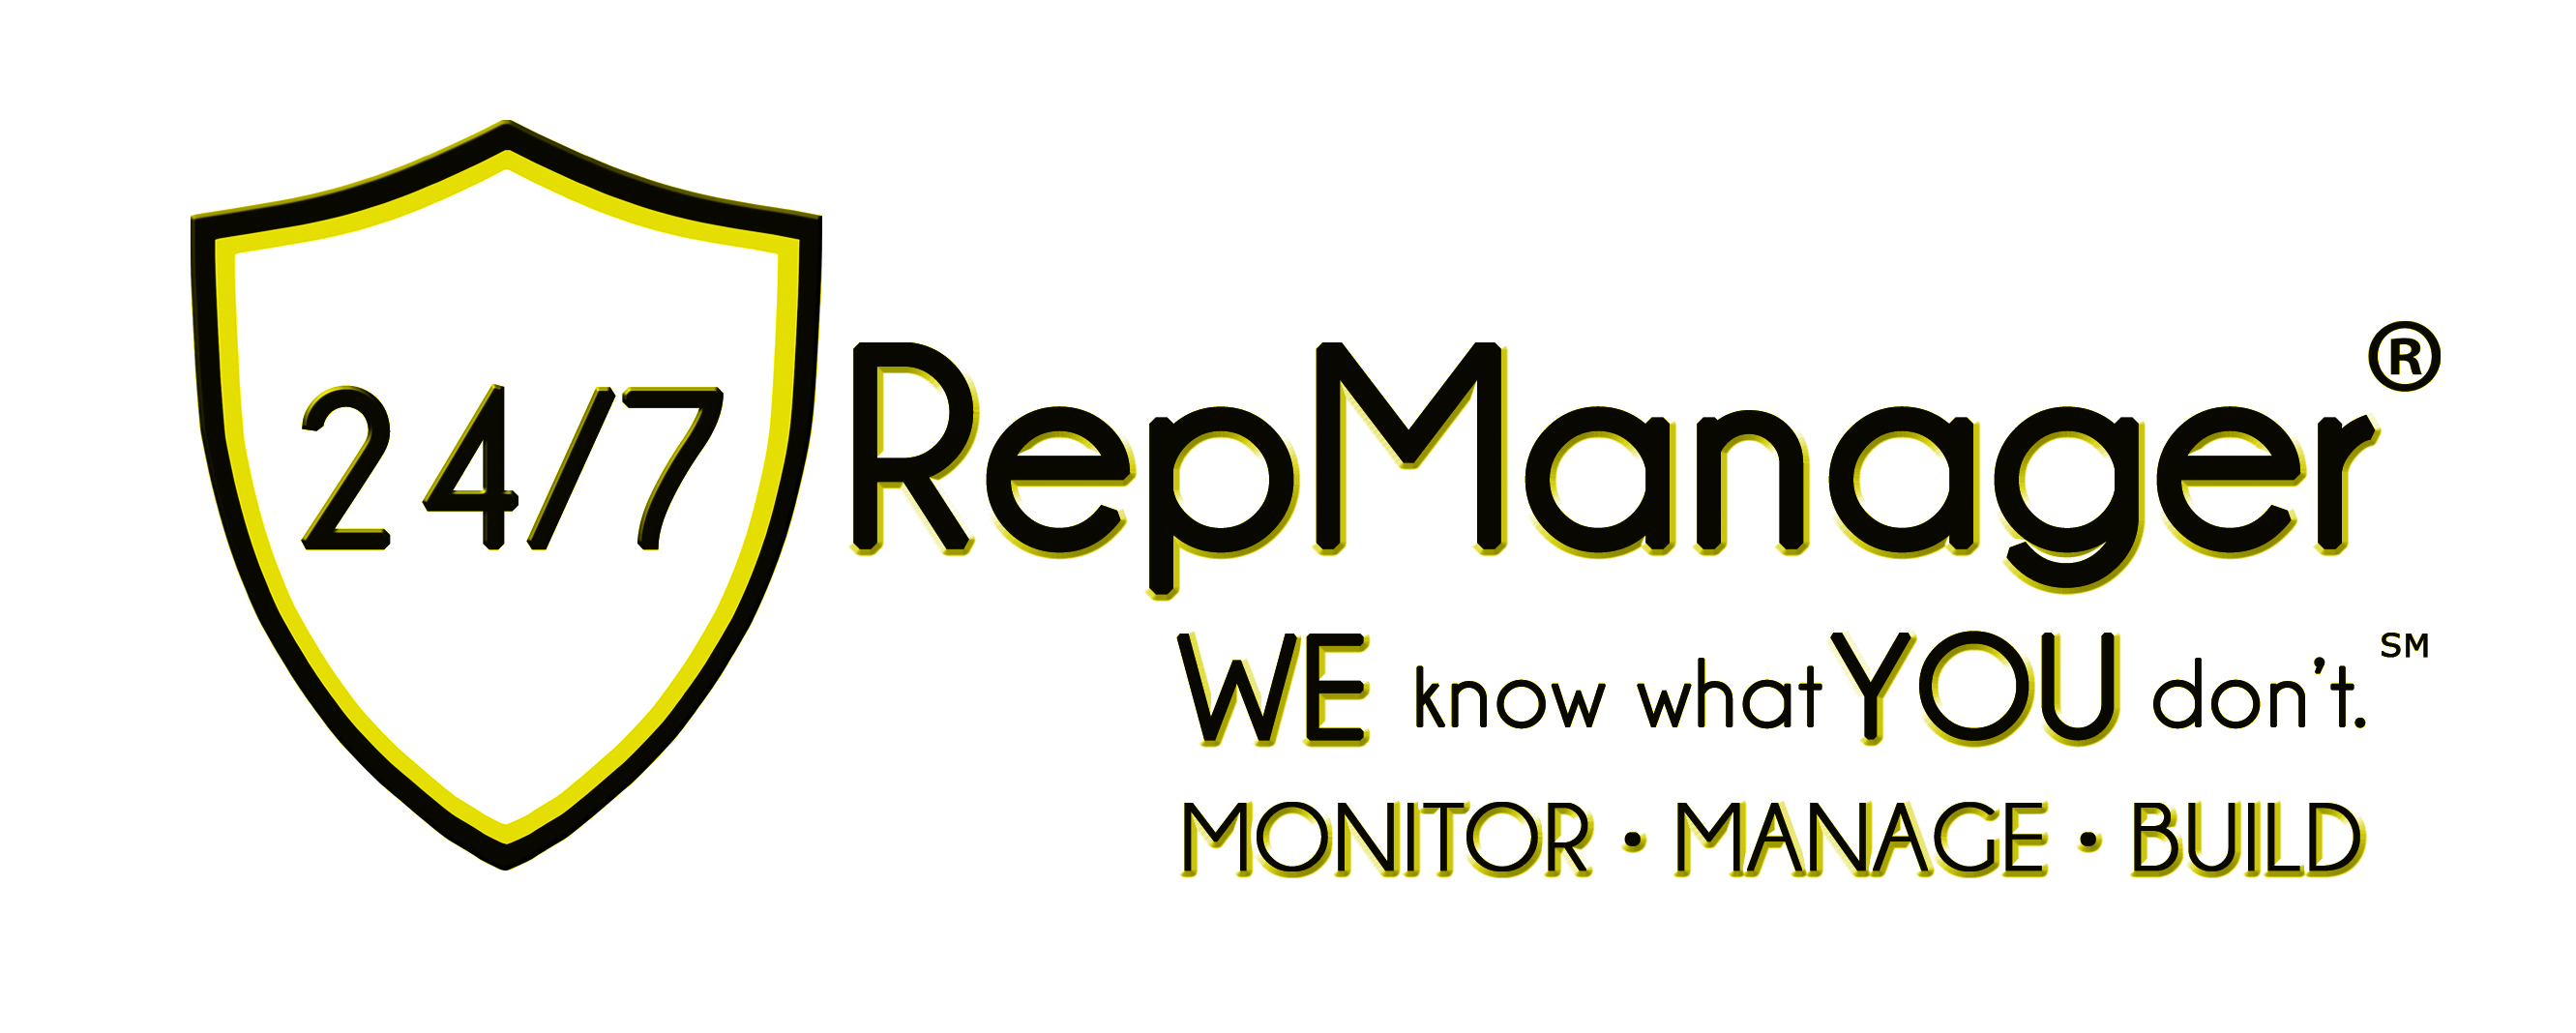 24/7 RepManager®
WE know what YOU don't.℠
MONITOR • MANAGE • BUILD